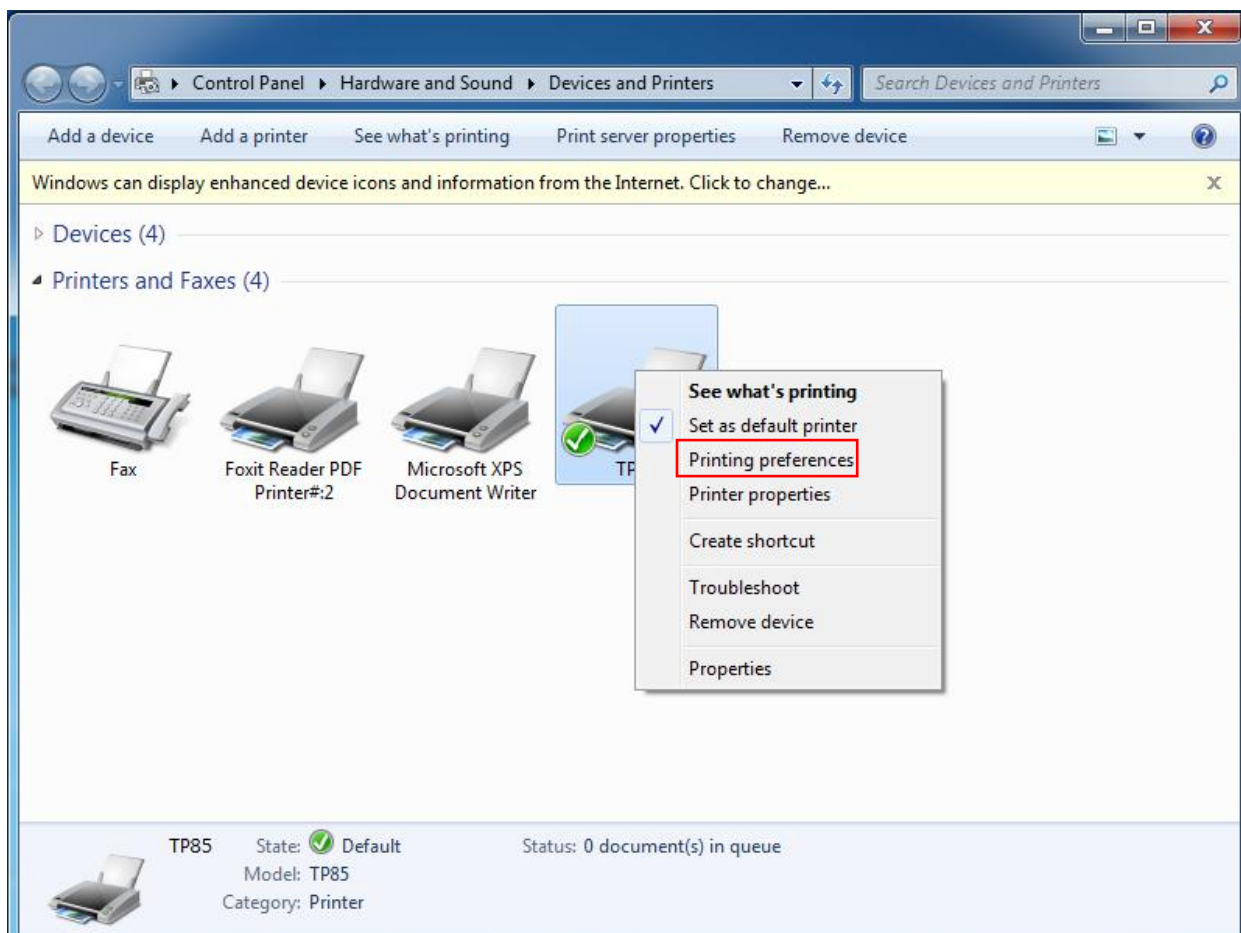 Control Panel Hardware and Sound Devices and Printers Search Devices and Printers
Add a device Add a printer See what's printing Print server properties Remove device
Windows can display enhanced device icons and information from the Internet. Click to change...
Devices (4)
Printers and Faxes (4)
Fax
Foxit Reader PDF
Printer#:2
Microsoft XPS
Document Writer
See what's printing
Set as default printer
Printing preferences
Printer properties
Create shortcut
Troubleshoot
Remove device
Properties
TP85 State: Default Status: 0 document(s) in queue
Model: TP85
Category: Printer